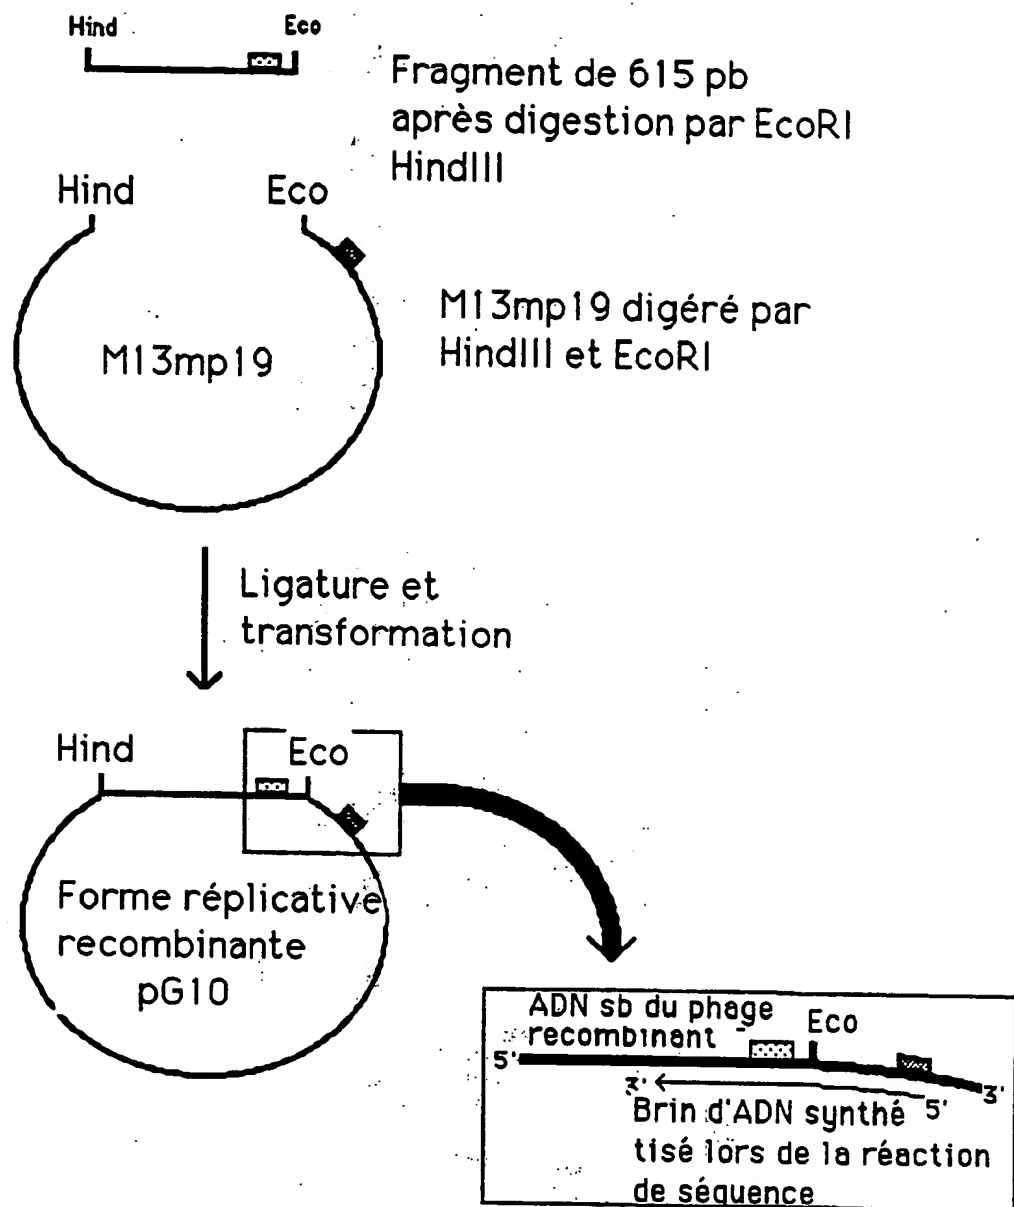 Hind Eco
Fragment de 615 pb
après digestion par EcoRI
HindIII
Hind Eco
M13mp19
M13mp19 digéré par
HindIII et EcoRI
Ligature et
transformation
Hind Eco
Forme réplicative
recombinante
pG10
ADN sb du phage
recombinant
Eco
5'
3'
3'
5'
Brin d'ADN synthé
tisé lors de la réaction
de séquence